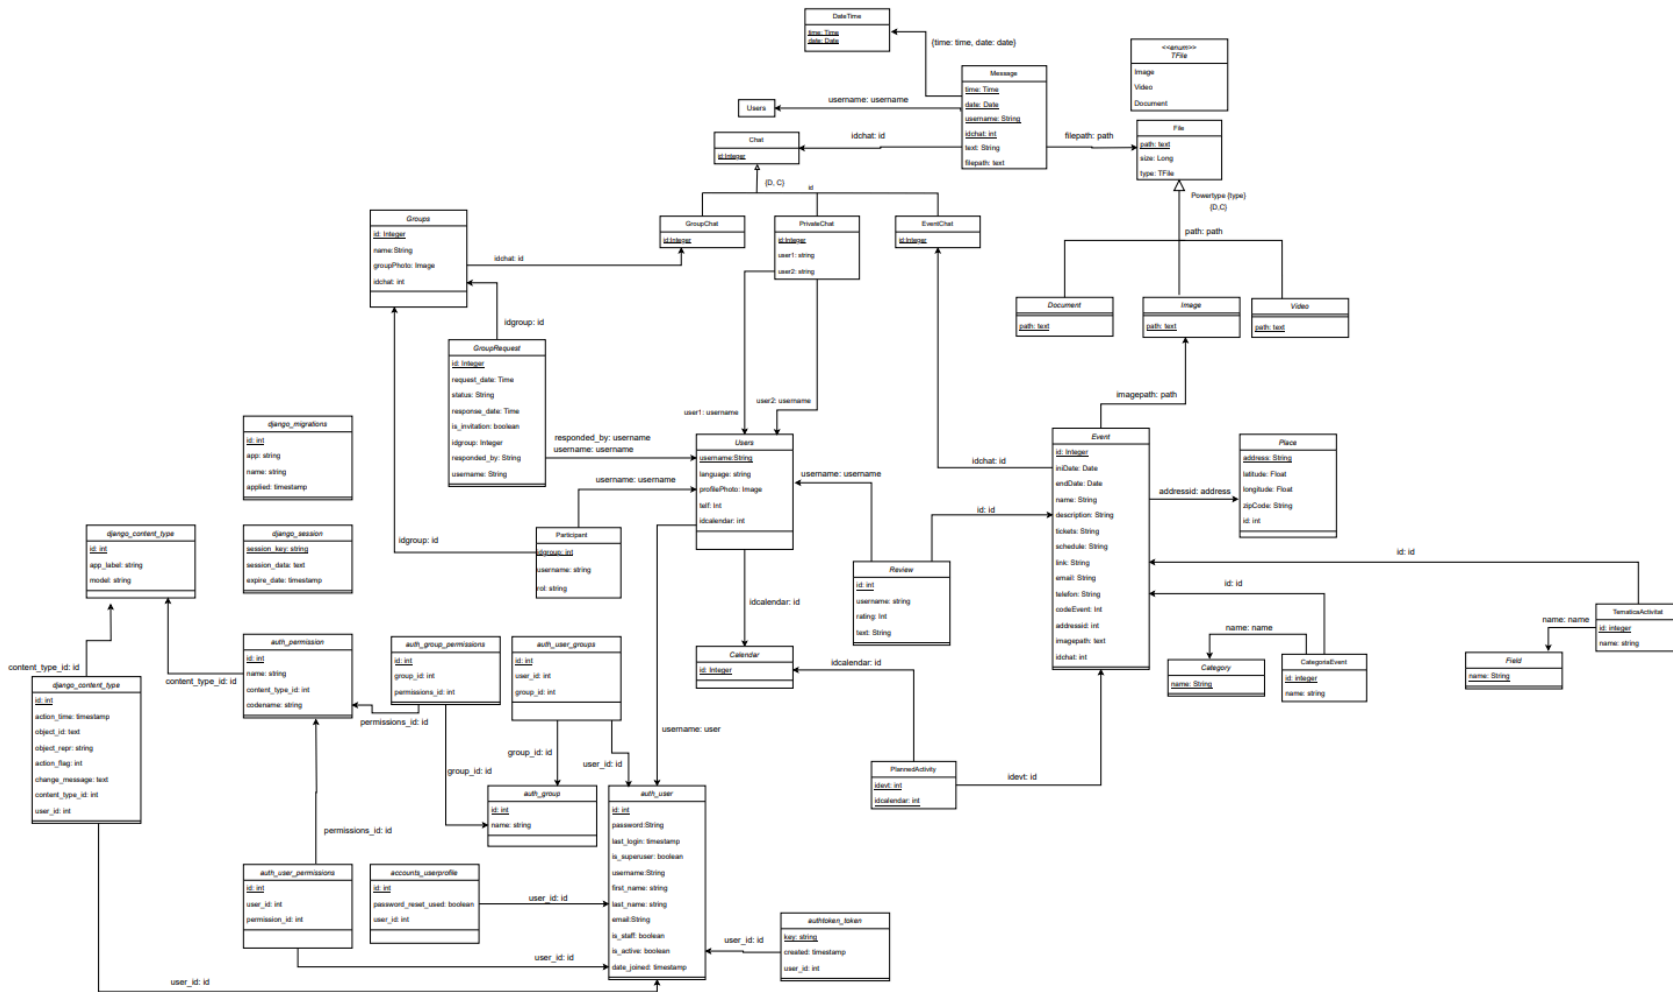 DateTime
time: Time
date: Date
{time: time, date: date}
<<enum>>
TFile
Image
Video
Document
Message
time: Time
date: Date
username: String
idchat: int
text: String
filepath: text
username: username
Users
idchat: id
Chat
id:Integer
filepath: path
File
path: text
size: Long
type: TFile
{D, C}
id
Powertype {type}
{D,C}
path: path
Groups
id: Integer
name:String
groupPhoto: Image
idchat: int
idchat: id
GroupChat
id:Integer
PrivateChat
id:Integer
user1: string
user2: string
EventChat
id:Integer
Document
path: text
Image
path: text
Video
path: text
idgroup: id
GroupRequest
id: Integer
request_date: Time
status: String
response_date: Time
is_invitation: boolean
idgroup: Integer
responded_by: String
username: String
user1: username
user2: username
imagepath: path
responded_by: username
username: username
Users
username:String
language: string
profilePhoto: Image
telf: Int
idcalendar: int
username: username
idchat: id
Event
id: Integer
iniDate: Date
endDate: Date
name: String
description: String
tickets: String
schedule: String
link: String
email: String
telefon: String
codeEvent: Int
addressid: int
imagepath: text
idchat: int
addressid: address
Place
address: String
latitude: Float
longitude: Float
zipCode: String
id: int
django_migrations
id: int
app: string
name: string
applied: timestamp
username: username
id: id
idgroup: id
Participant
idgroup: int
username: string
rol: string
django_content_type
id: int
app_label: string
model: string
django_session
session_key: string
session_data: text
expire_date: timestamp
Review
id: int
username: string
rating: Int
text: String
id: id
id: id
TematicaActivitat
id: integer
name: string
name: name
name: name
Category
name: String
CategoriaEvent
id: integer
name: string
Field
name: String
idcalendar: id
Calendar
id: Integer
idcalendar: id
content_type_id: id
content_type_id: id
auth_permission
id: int
name: string
content_type_id: int
codename: string
auth_group_permissions
id: int
group_id: int
permissions_id: int
auth_user_groups
id: int
user_id: int
group_id: int
permissions_id: id
django_content_type
id: int
action_time: timestamp
object_id: text
object_repr: string
action_flag: int
change_message: text
content_type_id: int
user_id: int
username: user
group_id: id
user_id: id
group_id: id
PlannedActivity
idevt: int
idcalendar: int
idevt: id
auth_group
id: int
name: string
auth_user
id: int
password:String
last_login: timestamp
is_superuser: boolean
username:String
first_name: string
last_name: string
email:String
is_staff: boolean
is_active: boolean
date_joined: timestamp
permissions_id: id
auth_user_permissions
id: int
user_id: int
permission_id: int
accounts_userprofile
id: int
password_reset_used: boolean
user_id: int
user_id: id
authtoken_token
key: string
created: timestamp
user_id: int
user_id: id
user_id: id
user_id: id